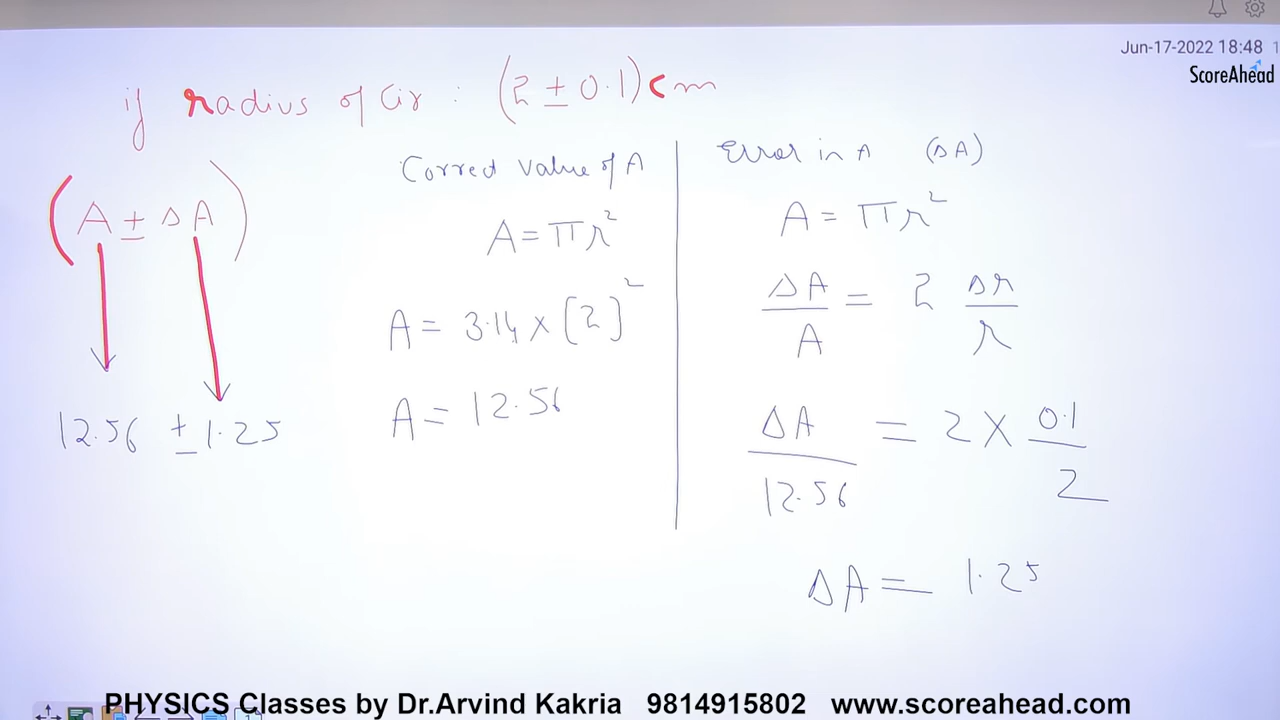 Jun-17-2022 18:48 1
ScoreAhead
if radius of Cir : (2 ± 0.1) cm
(A ± ΔA)
12.56 ± 1.25
Correct value of A
A = πr²
A = 3.14 × (2)²
A = 12.56
Error in A (ΔA)
A = πr²
ΔA/A = 2 Δr/r
ΔA/12.56 = 2 × 0.1/2
ΔA = 1.25
PHYSICS Classes by Dr.Arvind Kakria 9814915802 www.scoreahead.com